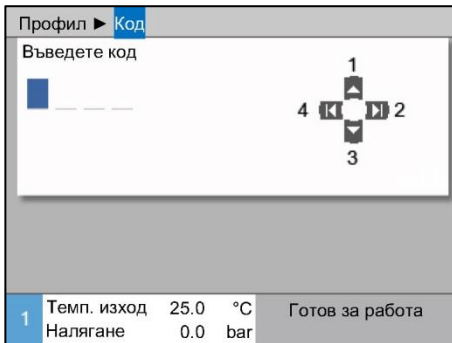 Профил ► Код
Въведете код
1
4 2
3
1 Темп. изход 25.0 °C Готов за работа
Налягане 0.0 bar